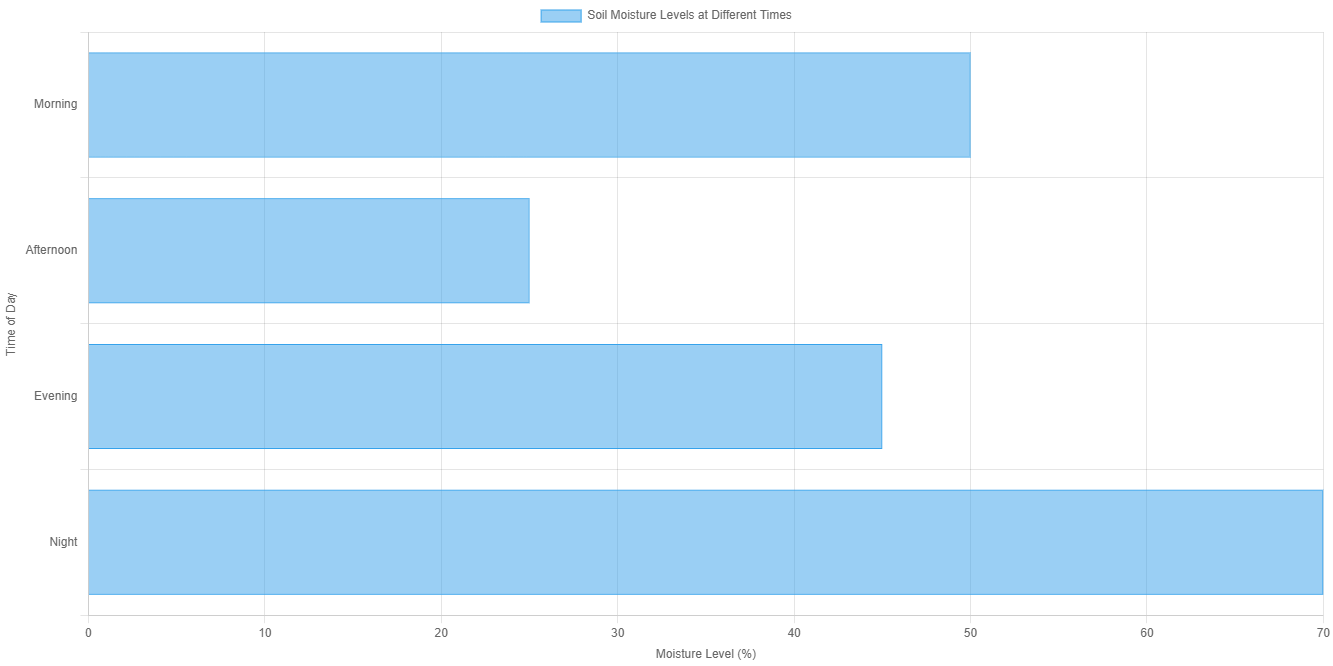 Soil Moisture Levels at Different Times
Time of Day
Morning
Afternoon
Evening
Night
0 10 20 30 40 50 60 70
Moisture Level (%)